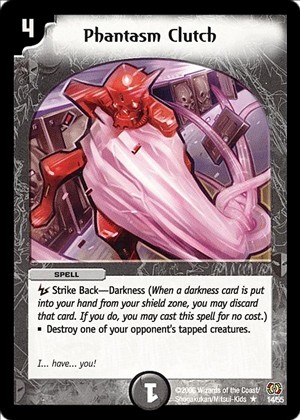 4
Phantasm Clutch
SPELL
Strike Back—Darkness (When a darkness card is put
into your hand from your shield zone, you may discard
that card. If you do, you may cast this spell for no cost.)
▪ Destroy one of your opponent's tapped creatures.
I... have... you!
1
©2006 Wizards of the Coast/
Shogakukan/Mitsui-Kids ★ 14/55